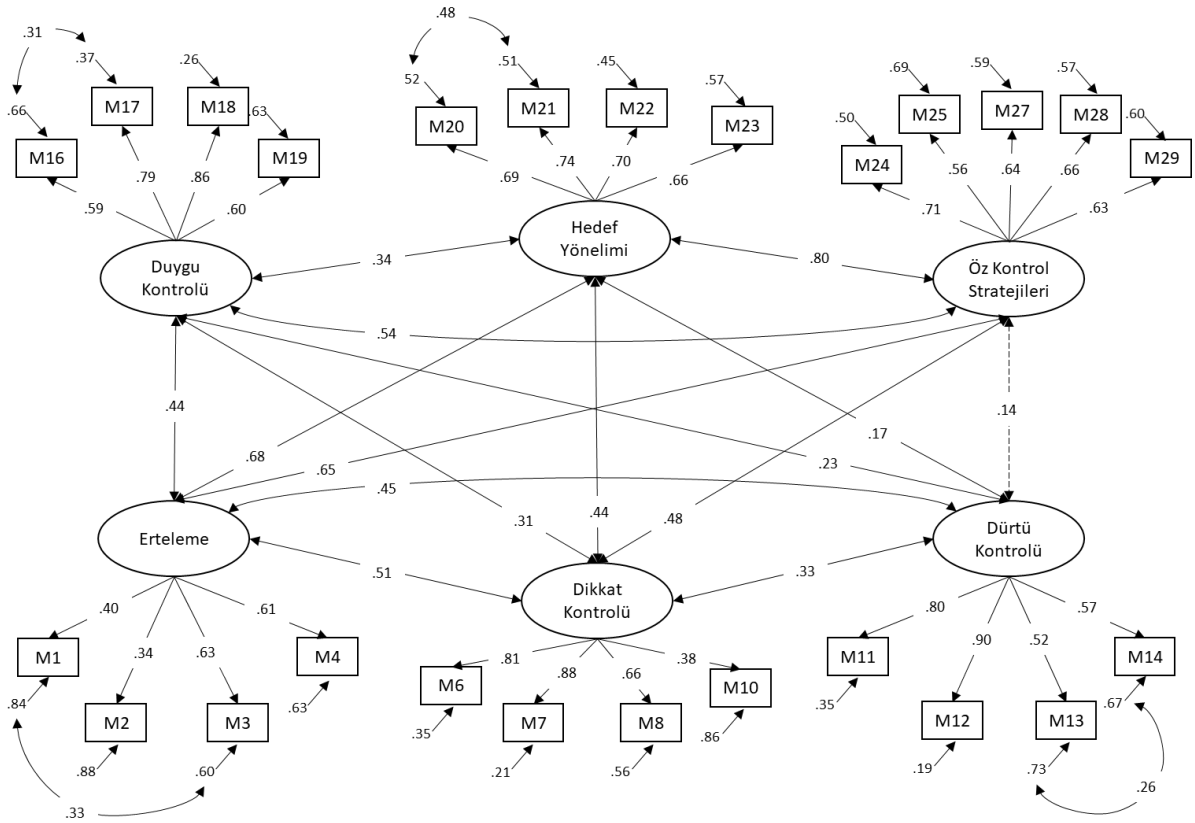 .31
.48
.37
.26
.51
.45
.69
.59
.57
.66
M17
M18
.63
52
M21
M22
.57
M25
M27
M28
.60
M16
M19
M20
M23
.50
M24
M29
.79
.86
.74
.70
.56
.64
.66
.59
.60
.69
.66
.71
.63
Duygu
Kontrolü
.34
Hedef
Yönelimi
.80
Öz Kontrol
Stratejileri
.54
.44
.14
.17
.68
.65
.23
.45
.31
.44
.48
Erteleme
.51
Dikkat
Kontrolü
.33
Dürtü
Kontrolü
.40
.61
.34
.63
.81
.88
.66
.38
.80
.57
.90
.52
M1
M4
M6
M10
M11
M14
.84
M2
M3
.63
.35
M7
M8
.86
.35
M12
M13
.67
.88
.60
.21
.56
.19
.73
.33
.26